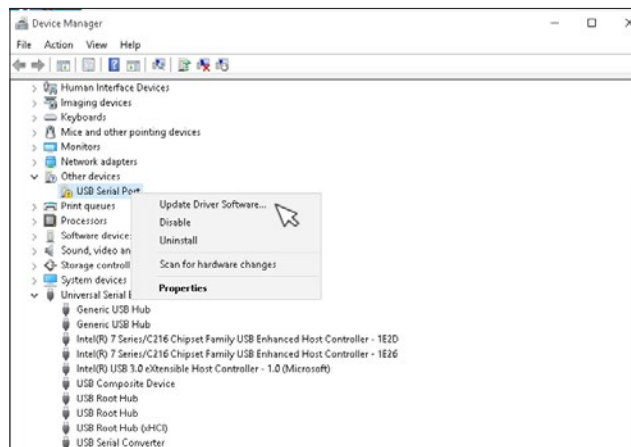 Device Manager
File Action View Help
Human Interface Devices
Imaging devices
Keyboards
Mice and other pointing devices
Monitors
Network adapters
Other devices
USB Serial Port
Update Driver Software...
Print queues
Processors
Disable
Software device
Uninstall
Sound, video an
Storage controll
Scan for hardware changes
System devices
Properties
Universal Serial
Generic USB Hub
Generic USB Hub
Intel(R) 7 Series/C216 Chipset Family USB Enhanced Host Controller - 1E2D
Intel(R) 7 Series/C216 Chipset Family USB Enhanced Host Controller - 1E26
Intel(R) USB 3.0 eXtensible Host Controller - 1.0 (Microsoft)
USB Composite Device
USB Root Hub
USB Root Hub
USB Root Hub (xHCI)
USB Serial Converter